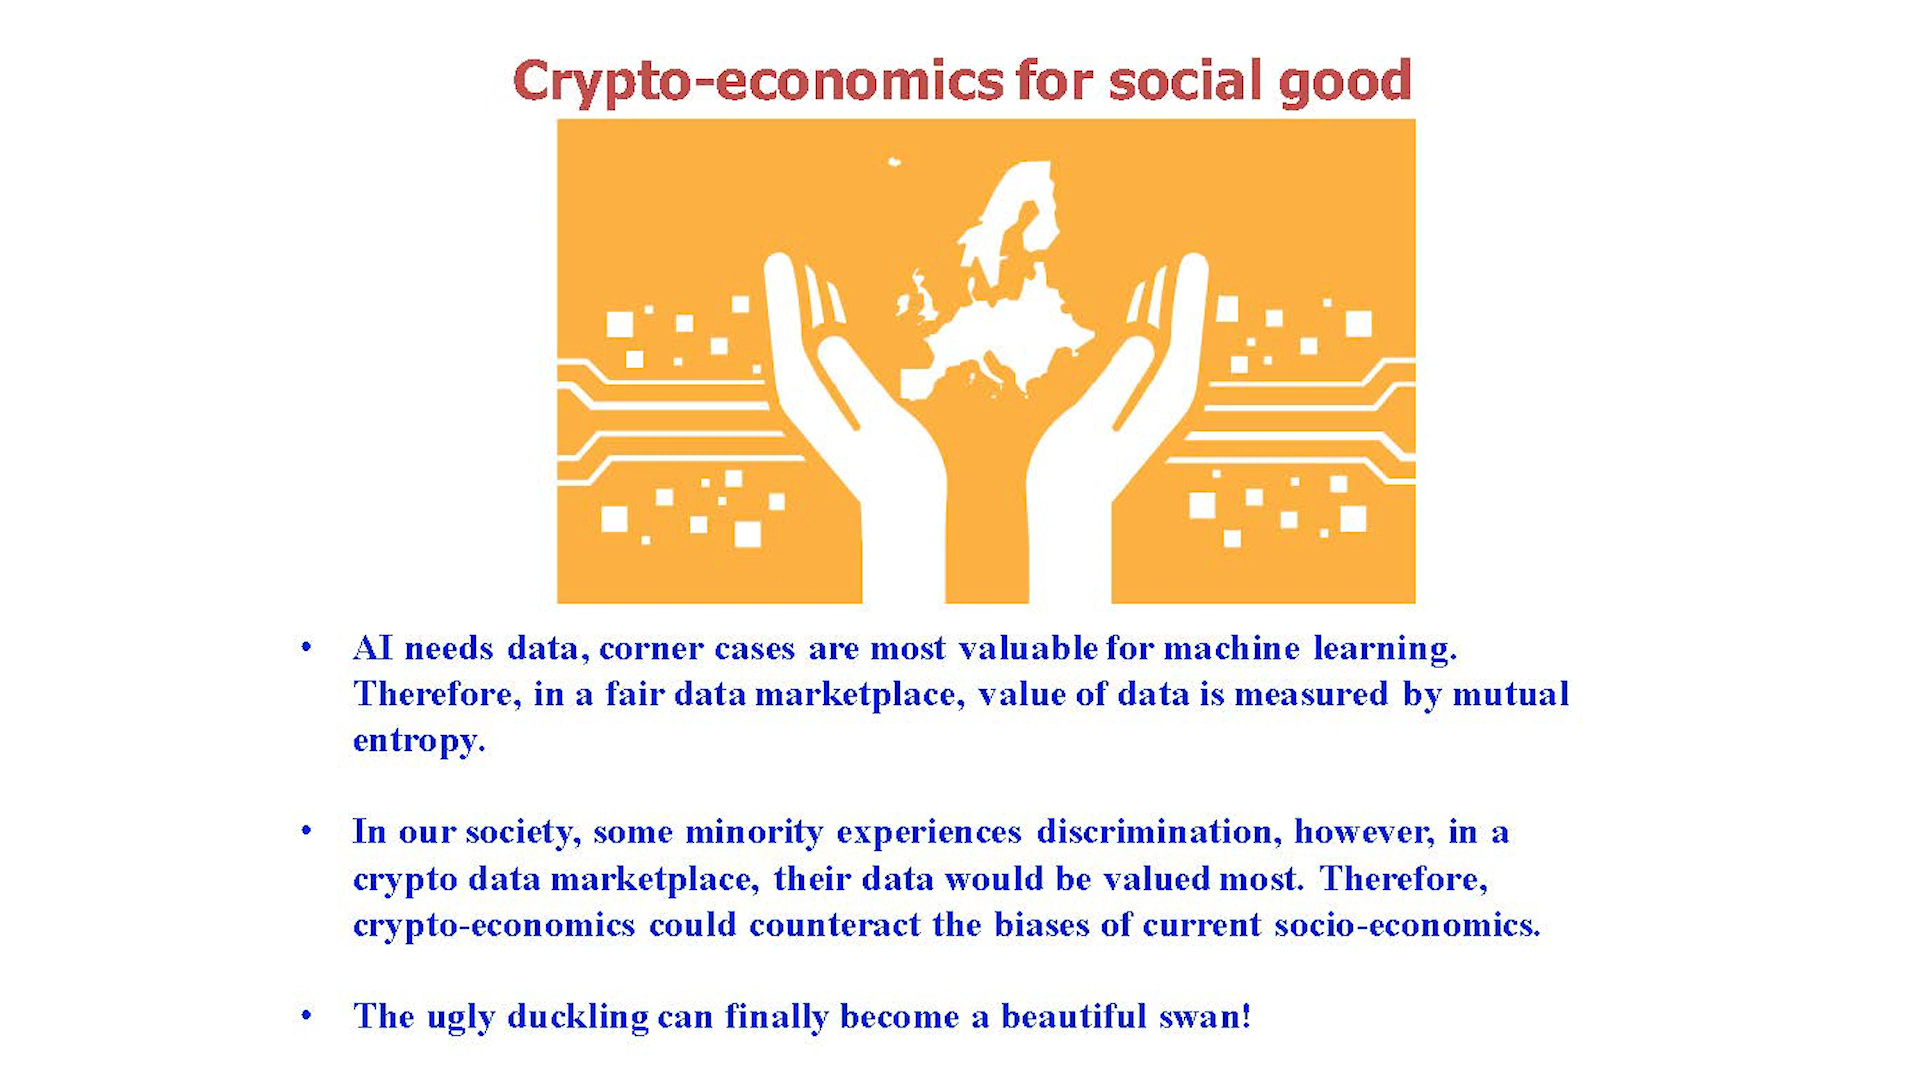 Crypto-economics for social good
• AI needs data, corner cases are most valuable for machine learning.
Therefore, in a fair data marketplace, value of data is measured by mutual
entropy.
• In our society, some minority experiences discrimination, however, in a
crypto data marketplace, their data would be valued most. Therefore,
crypto-economics could counteract the biases of current socio-economics.
• The ugly duckling can finally become a beautiful swan!